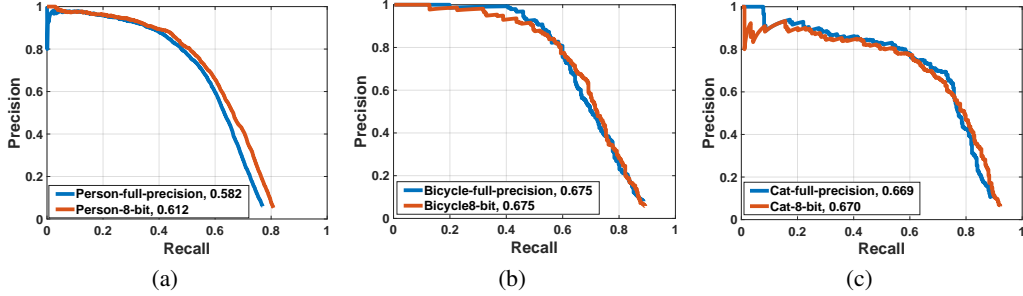 1
0.8
0.6
0.4
0.2
0
Precision
Person-full-precision, 0.582
Person-8-bit, 0.612
0 0.2 0.4 0.6 0.8 1
Recall
(a)
1
0.8
0.6
0.4
0.2
0
Precision
Bicycle-full-precision, 0.675
Bicycle8-bit, 0.675
0 0.2 0.4 0.6 0.8 1
Recall
(b)
1
0.8
0.6
0.4
0.2
0
Precision
Cat-full-precision, 0.669
Cat-8-bit, 0.670
0 0.2 0.4 0.6 0.8 1
Recall
(c)